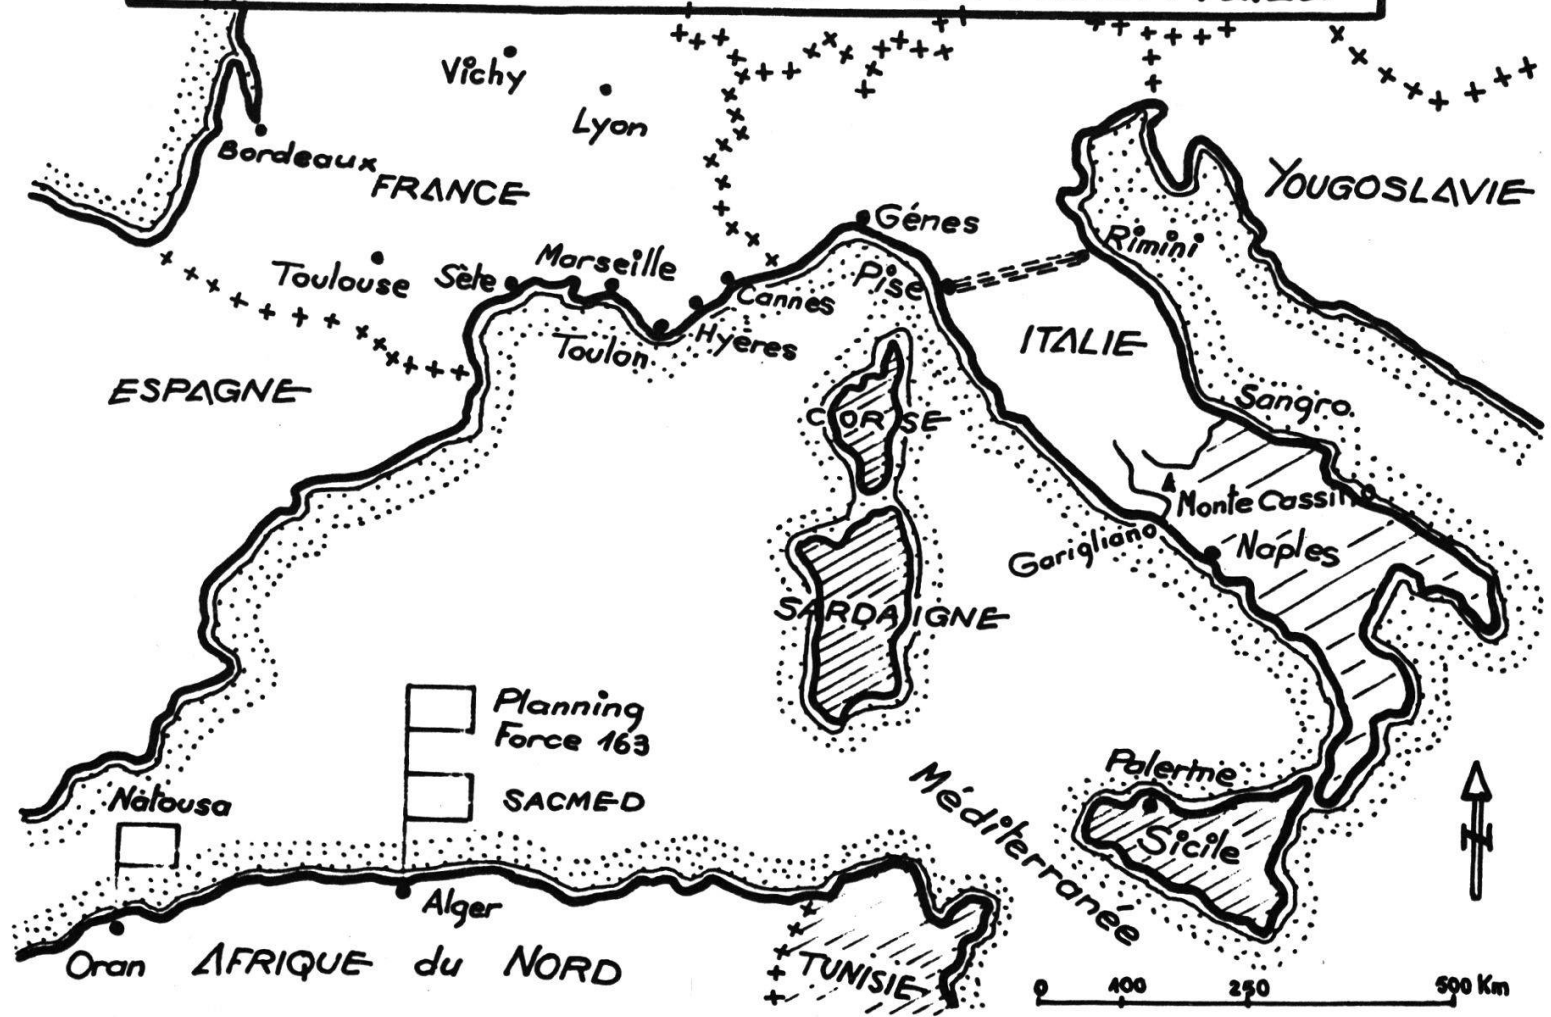 Vichy
Lyon
Bordeaux
FRANCE
YOUGOSLAVIE
Génes
Rimini
Marseille
Toulouse
Sète
Pise
Cannes
Hyères
Toulon
ITALIE
ESPAGNE
Sangro.
CORSE
Monte Cassino
Garigliano
Naples
SARDAIGNE
Planning
Force 163
SACMED
Palerme
Natousa
Méditerranée
Sicile
Alger
Oran
AFRIQUE du NORD
TUNISIE
N
0 100 250 500 Km